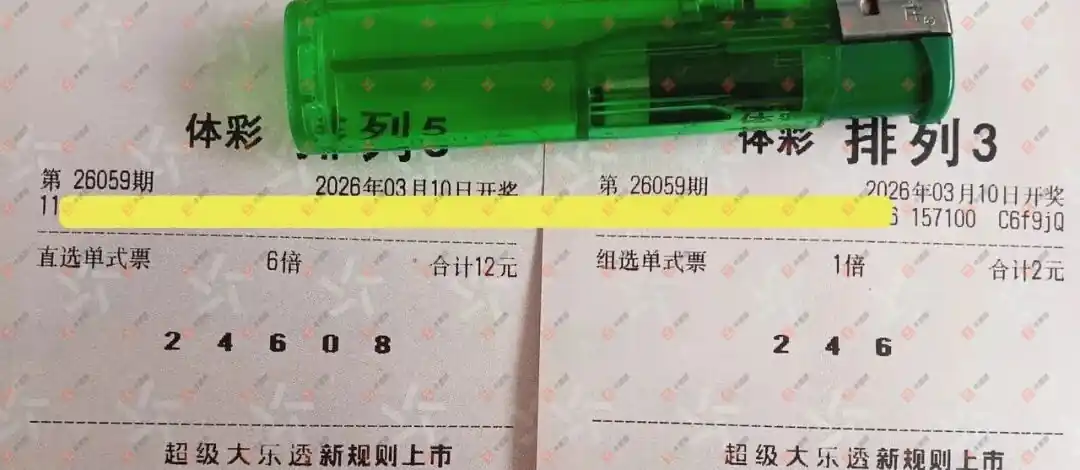 体彩 排列5
第 26059期 2026年03月10日开奖
11
直选单式票 6倍 合计12元
2 4 6 0 8
超级大乐透新规则上市
体彩 排列3
第 26059期 2026年03月10日开奖
6 157100 C6f9jQ
组选单式票 1倍 合计2元
2 4 6
超级大乐透新规则上市